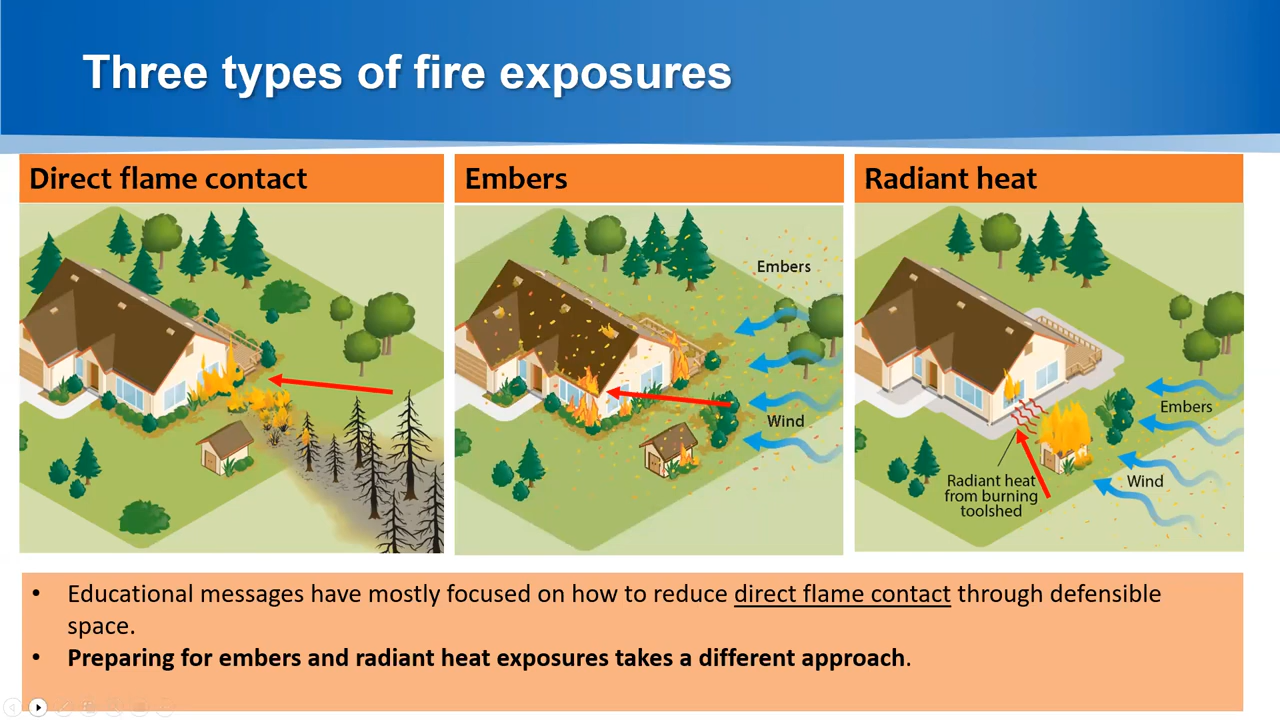 Three types of fire exposures
Direct flame contact
Embers
Embers
Wind
Radiant heat
Embers
Wind
Radiant heat
from burning
toolshed
• Educational messages have mostly focused on how to reduce direct flame contact through defensible
space.
• Preparing for embers and radiant heat exposures takes a different approach.